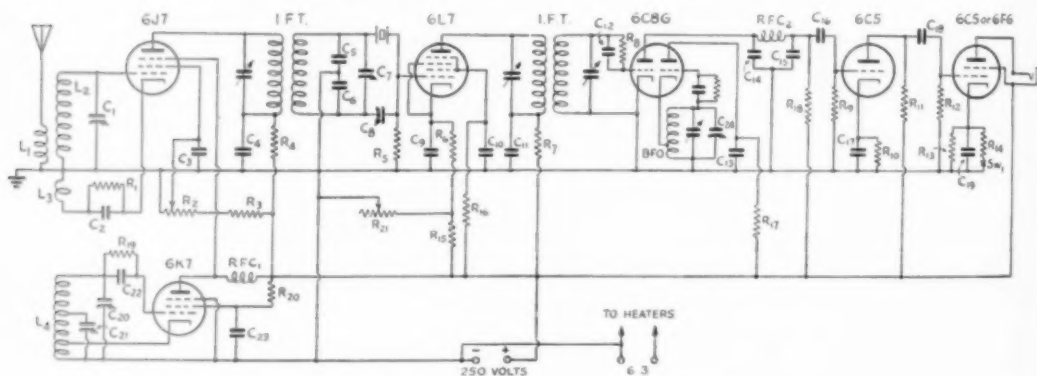 6J7
I.F.T.
6L7
I.F.T.
6C8G
RFC2
C16
6C5
C18
6C5 or 6F6
L2
C1
L1
L3
C3
C4
R4
C5
C6
C7
C8
R5
C9
R6
C10
C11
R7
C12
R8
BFO
C14
C15
C13
R18
R9
C17
R10
R11
R12
R13
C19
R14
SW1
R1
C2
R2
R3
R21
R15
R16
R17
R19
6K7
RFC1
C22
C20
C21
L4
R20
C23
TO HEATERS
- +
250 VOLTS
6 3